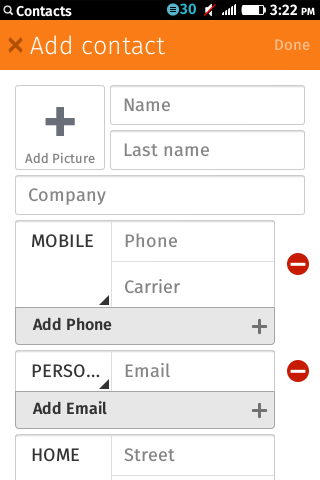 Contacts 30 3:22 PM
Add contact Done
Add Picture
Name
Last name
Company
MOBILE Phone
Carrier
Add Phone
PERSO... Email
Add Email
HOME Street